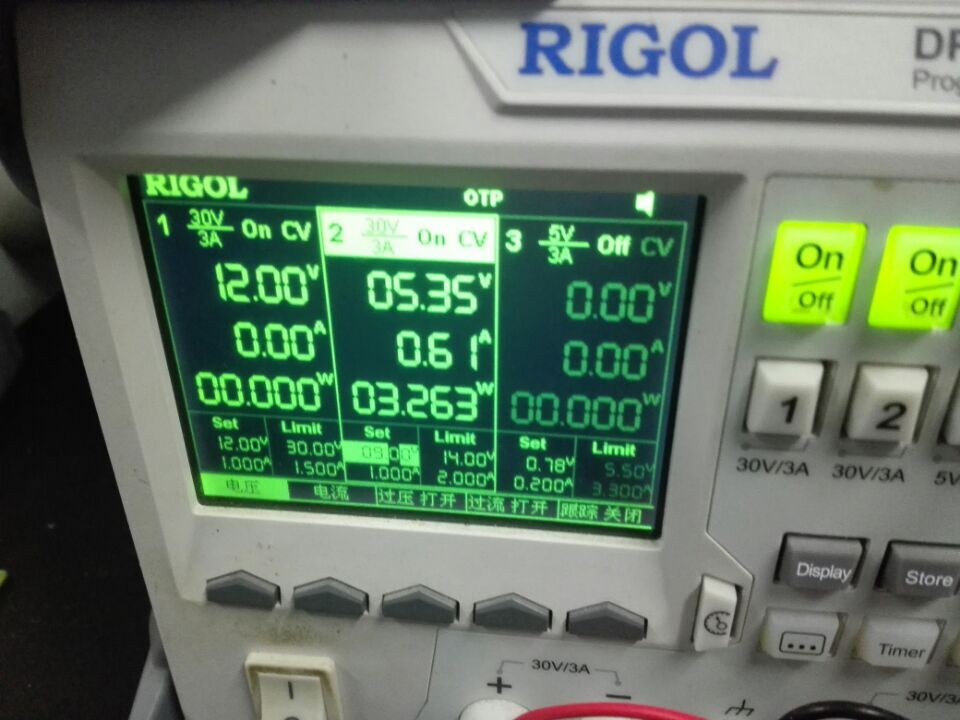 RIGOL
RIGOL
OTP
1 30V/3A On CV
2 30V/3A On CV
3 5V/3A Off CV
12.00V
05.35V
0.00V
0.00A
0.61A
0.00A
00.000W
03.263W
00.000W
Set Limit
Set Limit
Set Limit
12.00V 30.00V
14.00V
0.78V 5.50V
1.000A 1.500A
1.000A 2.000A
0.200A 3.300A
电压 电流 过压 打开 过流 打开 跟踪 关闭
On/Off
On/Off
1
2
30V/3A
30V/3A
Display
Store
Timer
+ 30V/3A −